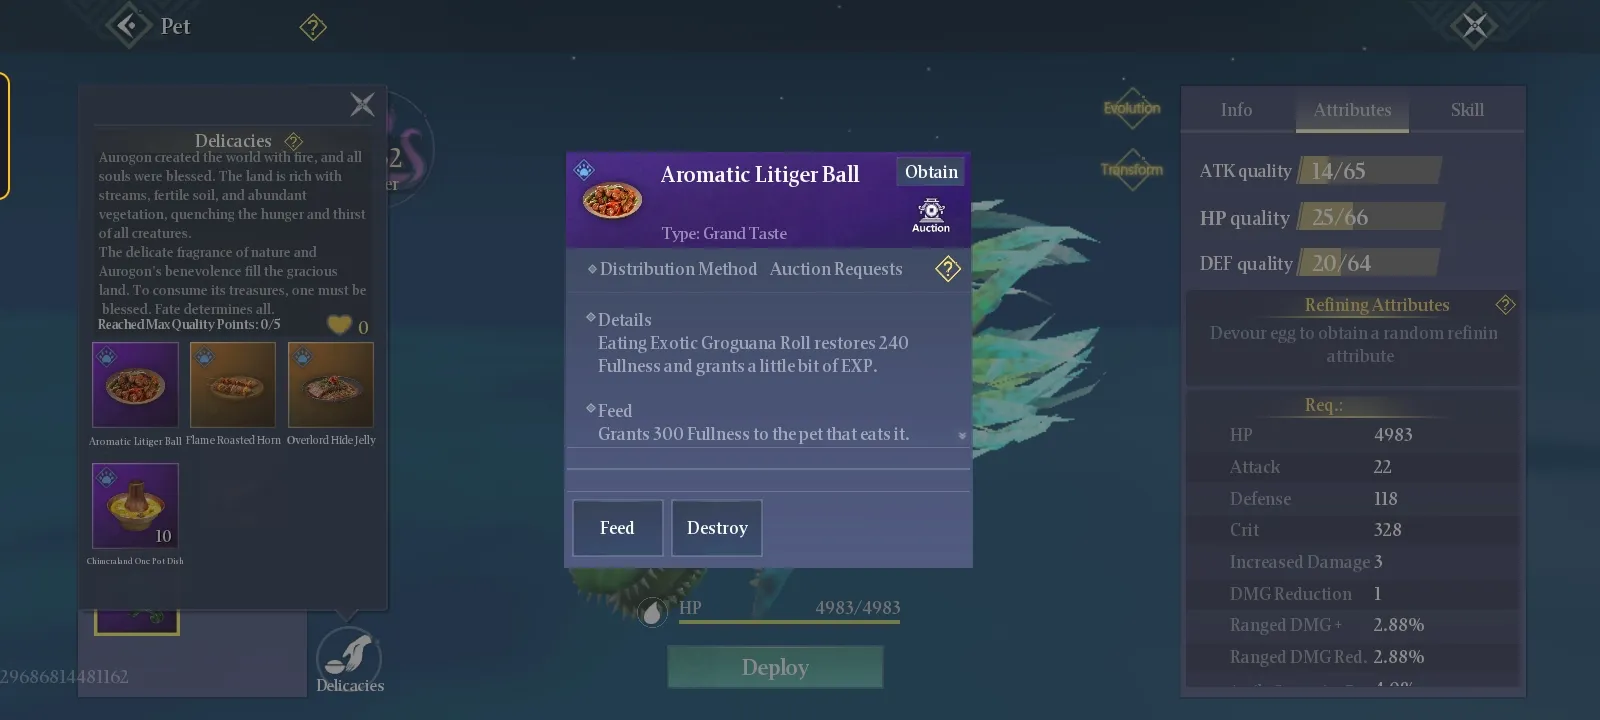 Pet
Delicacies
Aurogon created the world with fire, and all
souls were blessed. The land is rich with
streams, fertile soil, and abundant
vegetation, quenching the hunger and thirst
of all creatures.
The delicate fragrance of nature and
Aurogon's benevolence fill the gracious
land. To consume its treasures, one must be
blessed. Fate determines all.
Reached Max Quality Points: 0/5
0
Aromatic Litiger Ball
Flame Roasted Horn
Overlord Hide Jelly
10
Chimeraland One Pot Dish
29686814481162
Delicacies
Aromatic Litiger Ball
Obtain
Type: Grand Taste
Auction
Distribution Method Auction Requests
Details
Eating Exotic Groguana Roll restores 240
Fullness and grants a little bit of EXP.
Feed
Grants 300 Fullness to the pet that eats it.
Feed
Destroy
HP 4983/4983
Deploy
Evolution
Transform
Info
Attributes
Skill
ATK quality 14/65
HP quality 25/66
DEF quality 20/64
Refining Attributes
Devour egg to obtain a random refinin
attribute
Req.:
HP 4983
Attack 22
Defense 118
Crit 328
Increased Damage 3
DMG Reduction 1
Ranged DMG + 2.88%
Ranged DMG Red. 2.88%